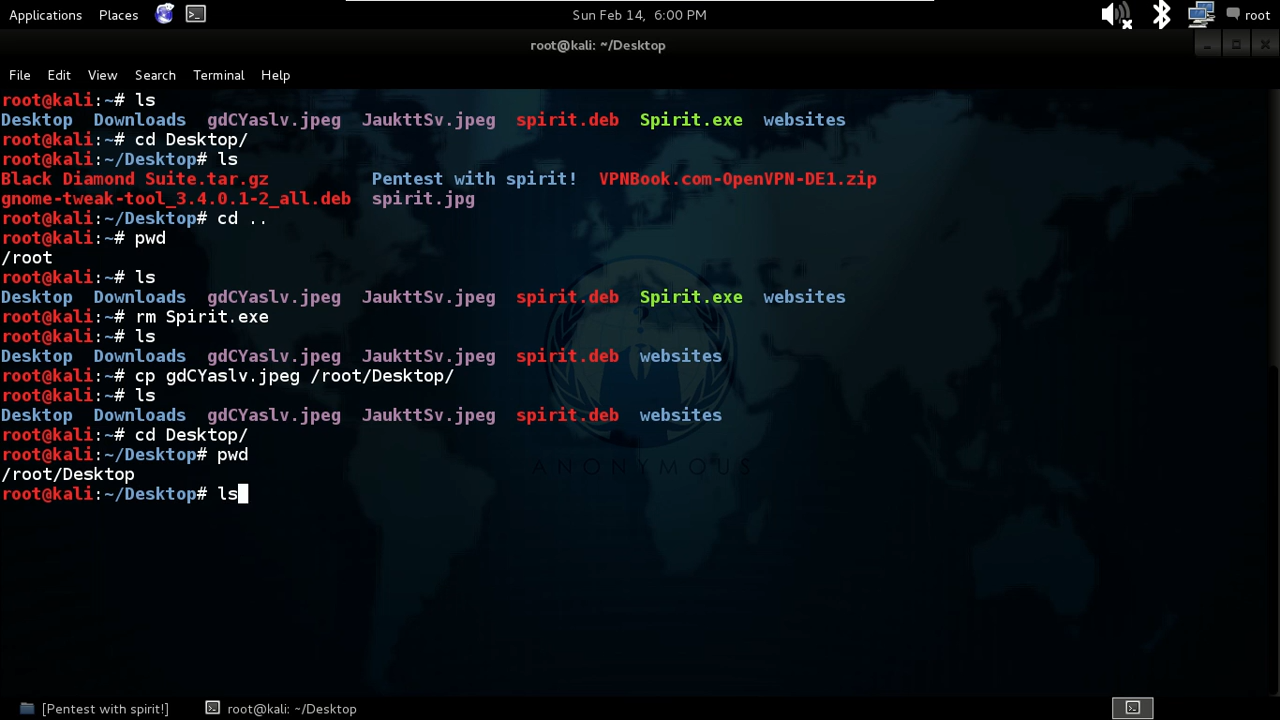 Applications Places Sun Feb 14, 6:00 PM root
root@kali: ~/Desktop
File Edit View Search Terminal Help
root@kali:~# ls
Desktop Downloads gdCYaslv.jpeg JaukttSv.jpeg spirit.deb Spirit.exe websites
root@kali:~# cd Desktop/
root@kali:~/Desktop# ls
Black Diamond Suite.tar.gz Pentest with spirit! VPNBook.com-OpenVPN-DE1.zip
gnome-tweak-tool_3.4.0.1-2_all.deb spirit.jpg
root@kali:~/Desktop# cd ..
root@kali:~# pwd
/root
root@kali:~# ls
Desktop Downloads gdCYaslv.jpeg JaukttSv.jpeg spirit.deb Spirit.exe websites
root@kali:~# rm Spirit.exe
root@kali:~# ls
Desktop Downloads gdCYaslv.jpeg JaukttSv.jpeg spirit.deb websites
root@kali:~# cp gdCYaslv.jpeg /root/Desktop/
root@kali:~# ls
Desktop Downloads gdCYaslv.jpeg JaukttSv.jpeg spirit.deb websites
root@kali:~# cd Desktop/
root@kali:~/Desktop# pwd
/root/Desktop
root@kali:~/Desktop# ls
ANONYMOUS
[Pentest with spirit!] root@kali: ~/Desktop